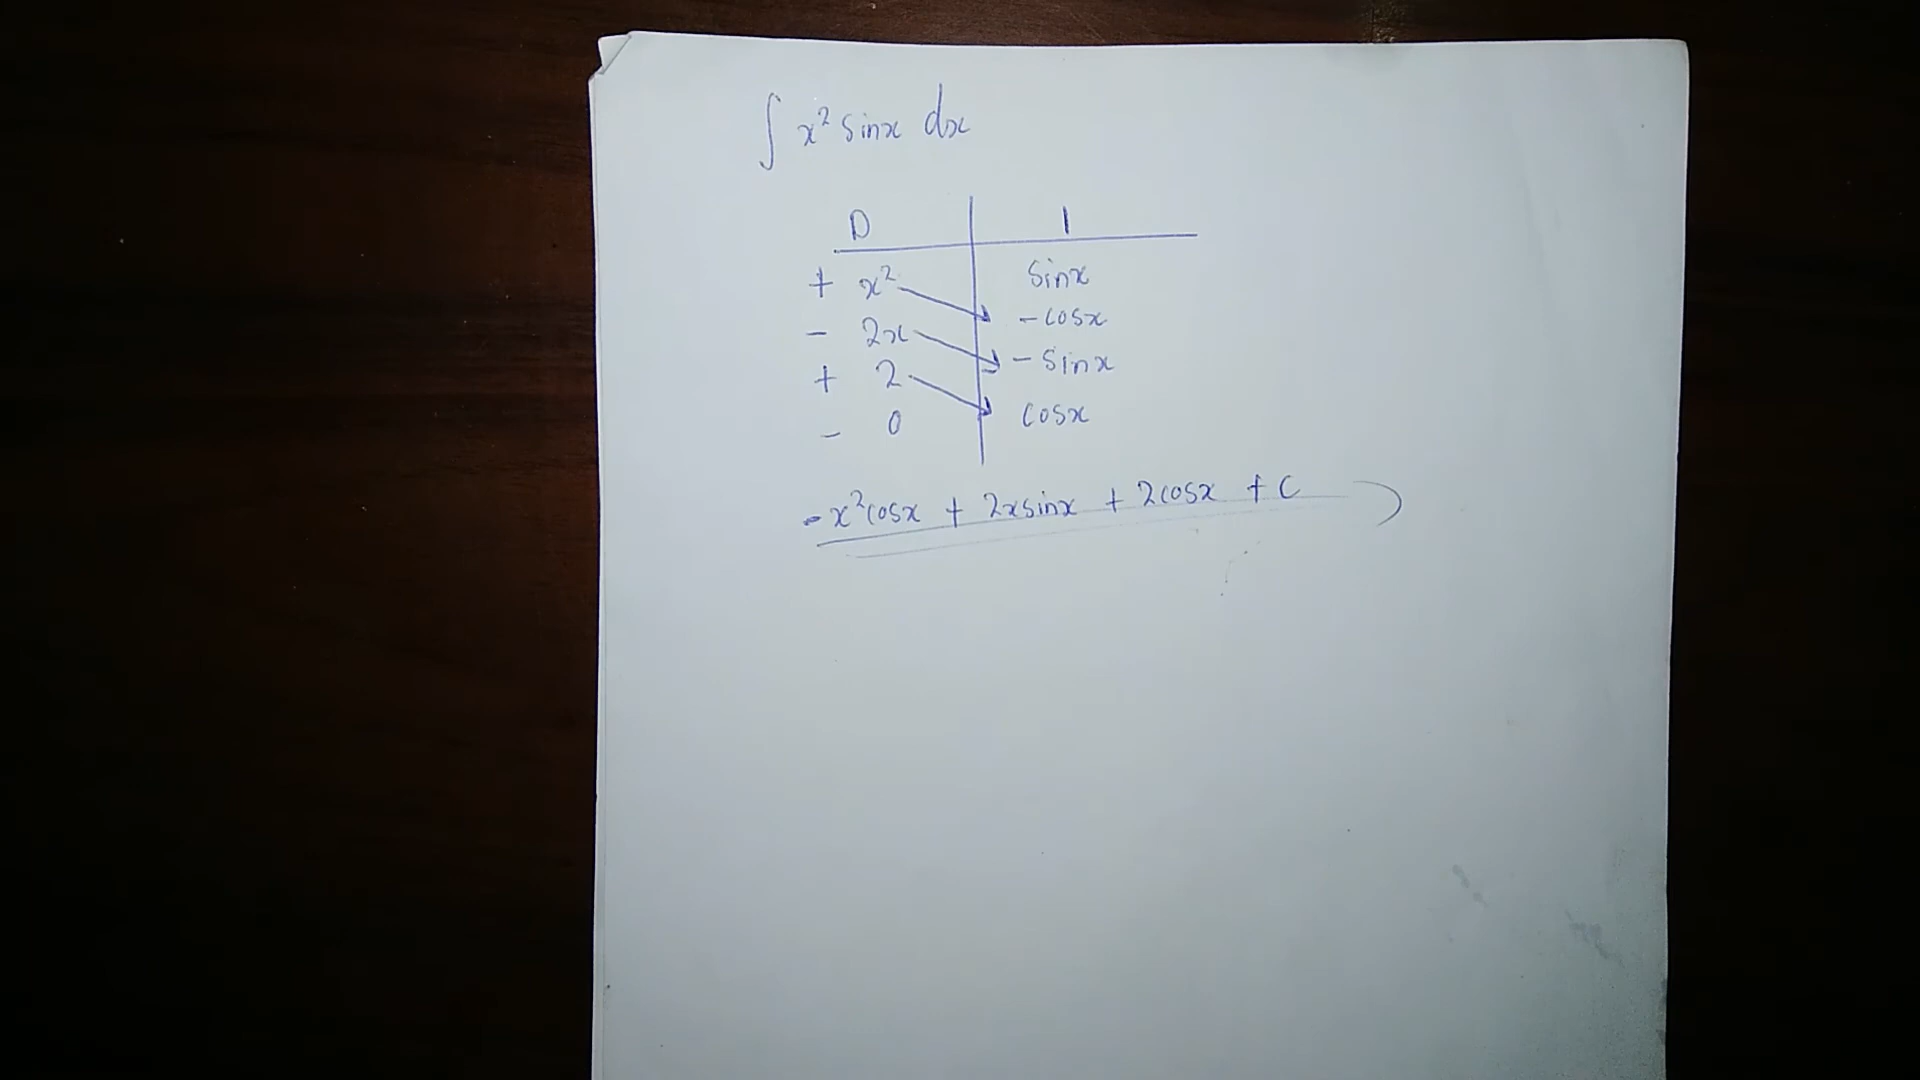 ∫ x² sinx dx
D I
+ x² sinx
- 2x -cosx
+ 2 -sinx
- 0 cosx
-x²cosx + 2xsinx + 2cosx + C